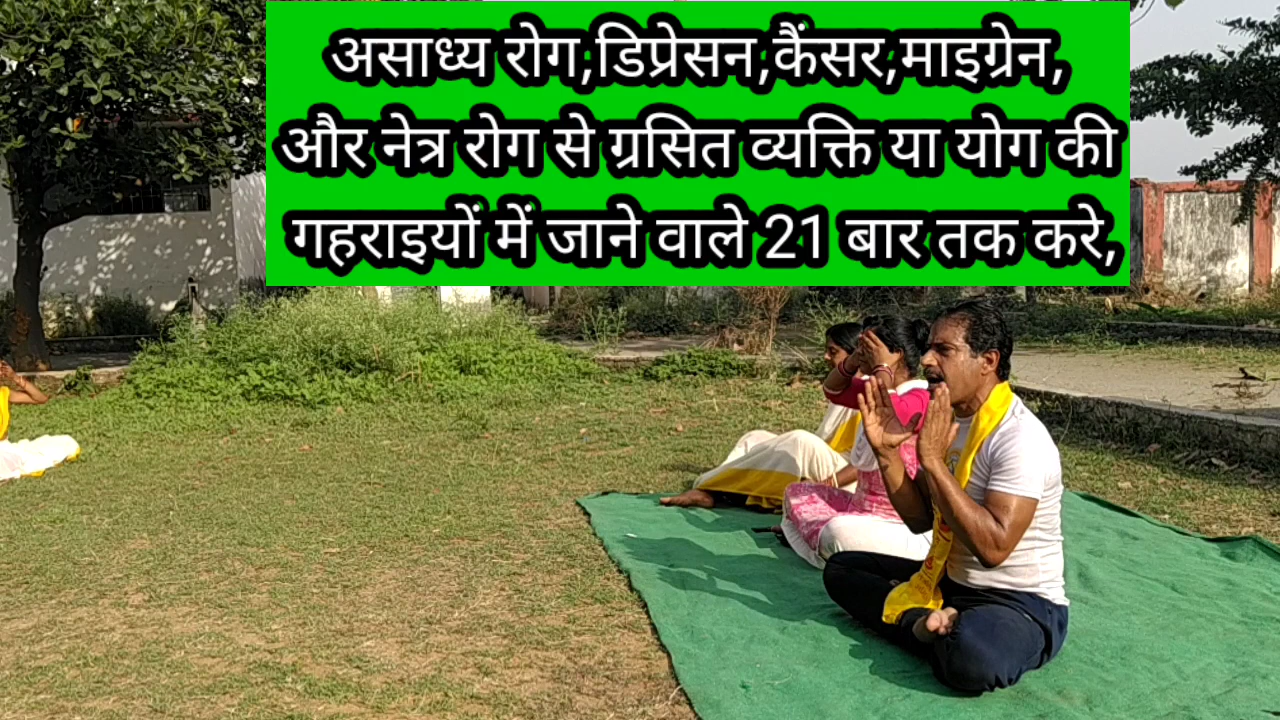 असाध्य रोग,डिप्रेसन,कैंसर,माइग्रेन,
और नेत्र रोग से ग्रसित व्यक्ति या योग की
गहराइयों में जाने वाले 21 बार तक करे,